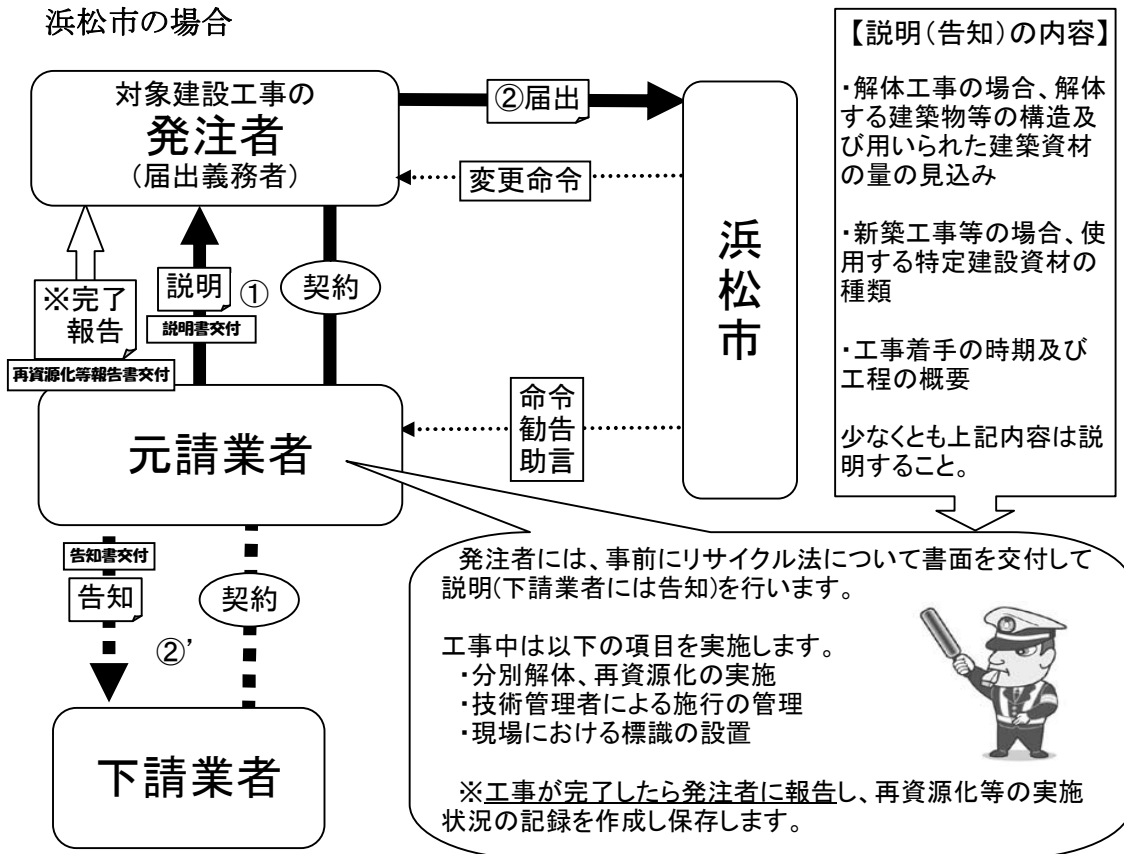 浜松市の場合
対象建設工事の
発注者
(届出義務者)
②届出
変更命令
浜松市
※完了
報告
再資源化等報告書交付
説明
①
説明書交付
契約
元請業者
命令
勧告
助言
告知書交付
告知
②’
契約
下請業者
【説明(告知)の内容】
・解体工事の場合、解体
する建築物等の構造及
び用いられた建築資材
の量の見込み
・新築工事等の場合、使
用する特定建設資材の
種類
・工事着手の時期及び
工程の概要
少なくとも上記内容は説
明すること。
発注者には、事前にリサイクル法について書面を交付して
説明(下請業者には告知)を行います。
工事中は以下の項目を実施します。
・分別解体、再資源化の実施
・技術管理者による施行の管理
・現場における標識の設置
※工事が完了したら発注者に報告し、再資源化等の実施
状況の記録を作成し保存します。